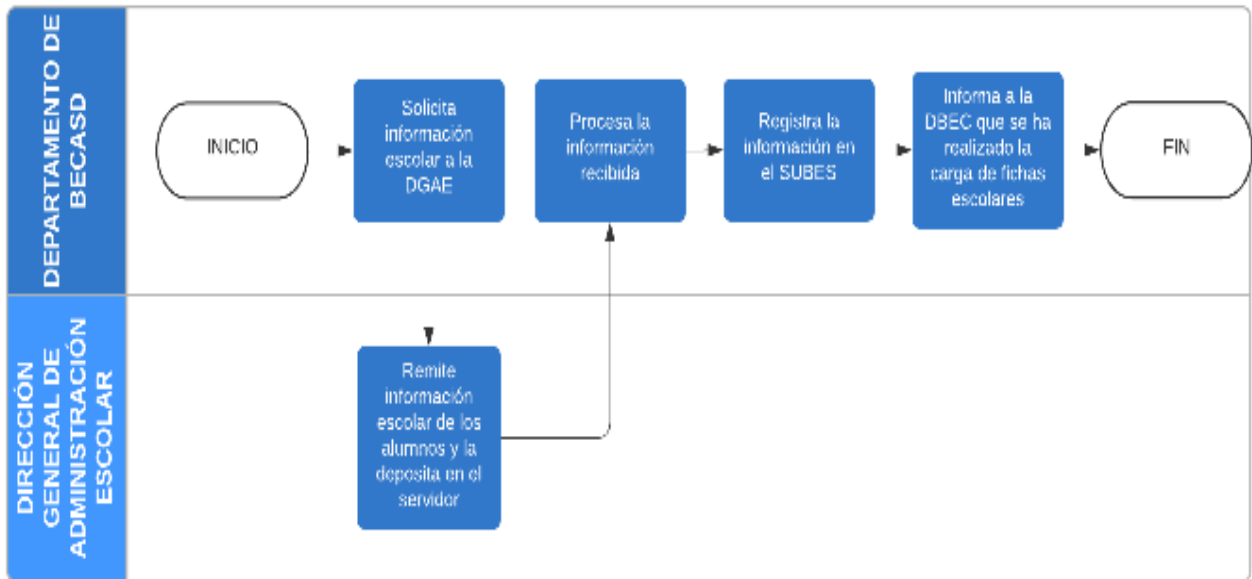 DEPARTAMENTO DE
BECASD
INICIO
Solicita
información
escolar a la
DGAE
Procesa la
información
recibida
Registra la
información en
el SUBES
Informa a la
DBEC que se ha
realizado la
carga de fichas
escolares
FIN
DIRECCIÓN
GENERAL DE
ADMINISTRACIÓN
ESCOLAR
Remite
información
escolar de los
alumnos y la
deposita en el
servidor